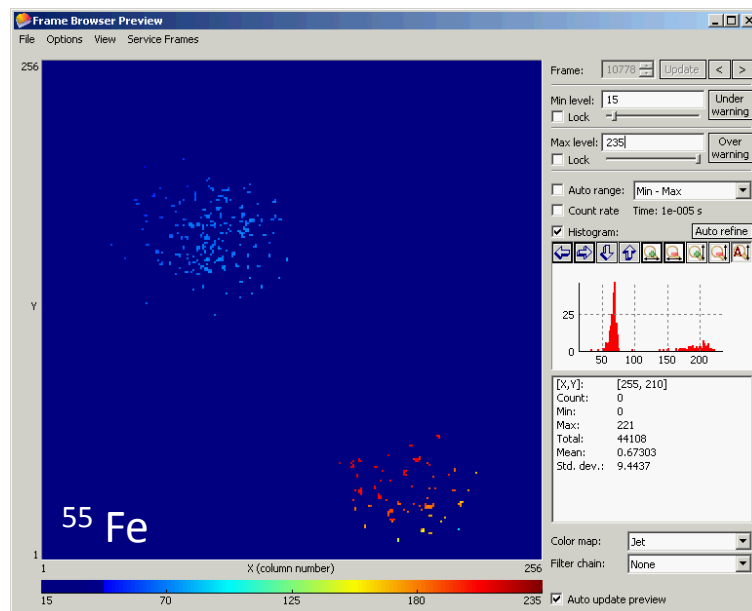 Frame Browser Preview
File Options View Service Frames
256
Y
1
55 Fe
1 X (column number) 256
15 70 125 180 235
Frame: 10778 Update < >
Min level: 15 Under warning
Lock
Max level: 235 Over warning
Lock
Auto range: Min - Max
Count rate Time: 1e-005 s
Histogram: Auto refine
A
25
0
50 100 150 200
[X,Y]: [255, 210]
Count: 0
Min: 0
Max: 221
Total: 44108
Mean: 0.67303
Std. dev.: 9.4437
Color map: Jet
Filter chain: None
Auto update preview